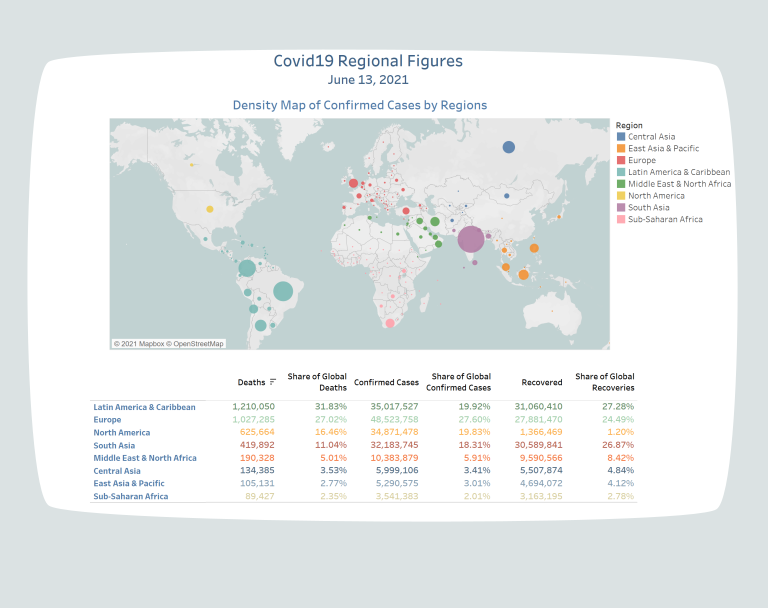 Covid19 Regional Figures
June 13, 2021
Density Map of Confirmed Cases by Regions
Region
Central Asia
East Asia & Pacific
Europe
Latin America & Caribbean
Middle East & North Africa
North America
South Asia
Sub-Saharan Africa
© 2021 Mapbox © OpenStreetMap
Deaths Share of Global Deaths Confirmed Cases Share of Global Confirmed Cases Recovered Share of Global Recoveries
Latin America & Caribbean 1,210,050 31.83% 35,017,527 19.92% 31,060,410 27.28%
Europe 1,027,285 27.02% 48,523,758 27.60% 27,881,470 24.49%
North America 625,664 16.46% 34,871,478 19.83% 1,366,469 1.20%
South Asia 419,892 11.04% 32,183,745 18.31% 30,589,841 26.87%
Middle East & North Africa 190,328 5.01% 10,383,879 5.91% 9,590,566 8.42%
Central Asia 134,385 3.53% 5,999,106 3.41% 5,507,874 4.84%
East Asia & Pacific 105,131 2.77% 5,290,575 3.01% 4,694,072 4.12%
Sub-Saharan Africa 89,427 2.35% 3,541,383 2.01% 3,163,195 2.78%